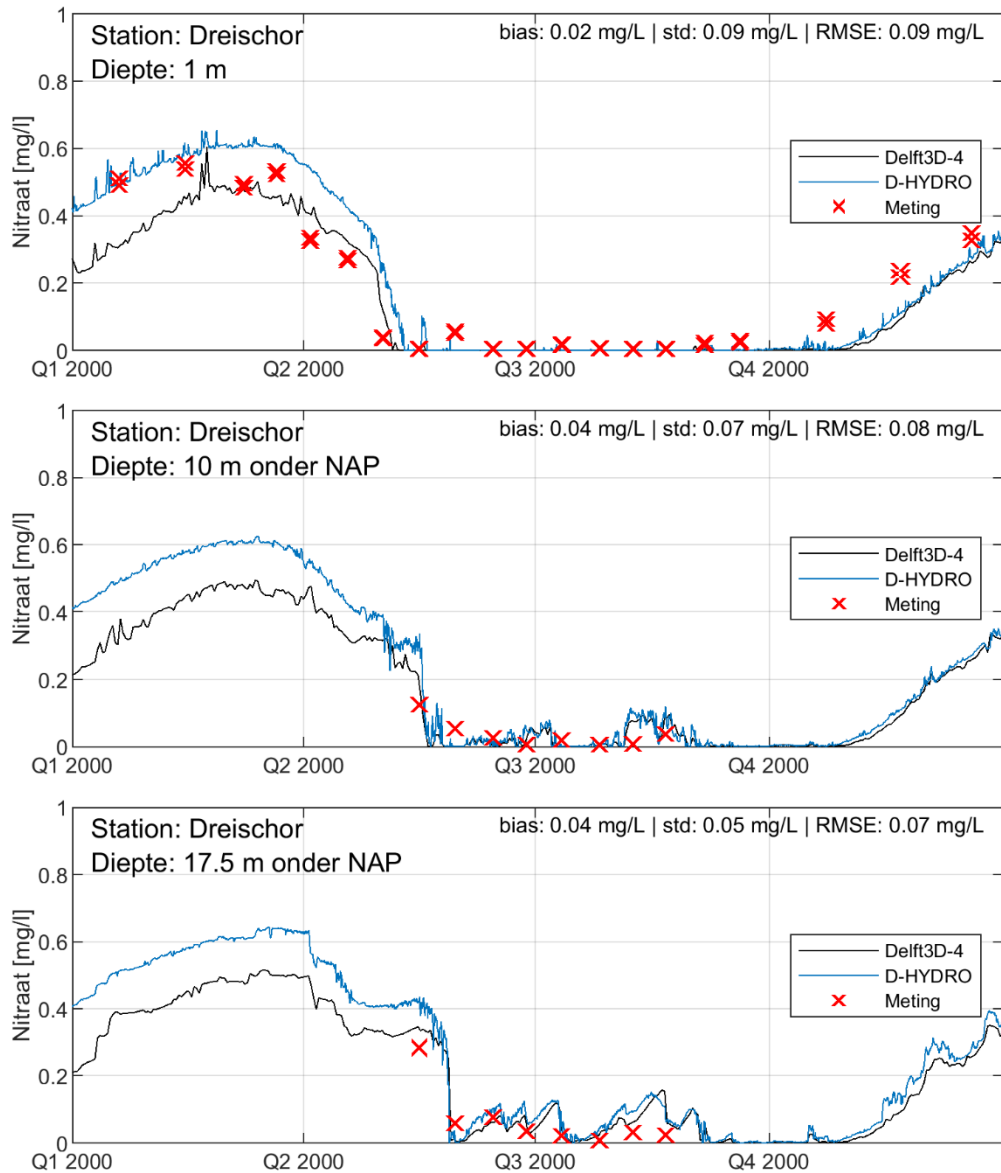 Station: Dreischor
Diepte: 1 m
bias: 0.02 mg/L | std: 0.09 mg/L | RMSE: 0.09 mg/L
Nitraat [mg/l]
1
0.8
0.6
0.4
0.2
0
Q1 2000
Q2 2000
Q3 2000
Q4 2000
Delft3D-4
D-HYDRO
Meting
Station: Dreischor
Diepte: 10 m onder NAP
bias: 0.04 mg/L | std: 0.07 mg/L | RMSE: 0.08 mg/L
Nitraat [mg/l]
1
0.8
0.6
0.4
0.2
0
Q1 2000
Q2 2000
Q3 2000
Q4 2000
Delft3D-4
D-HYDRO
Meting
Station: Dreischor
Diepte: 17.5 m onder NAP
bias: 0.04 mg/L | std: 0.05 mg/L | RMSE: 0.07 mg/L
Nitraat [mg/l]
1
0.8
0.6
0.4
0.2
0
Q1 2000
Q2 2000
Q3 2000
Q4 2000
Delft3D-4
D-HYDRO
Meting